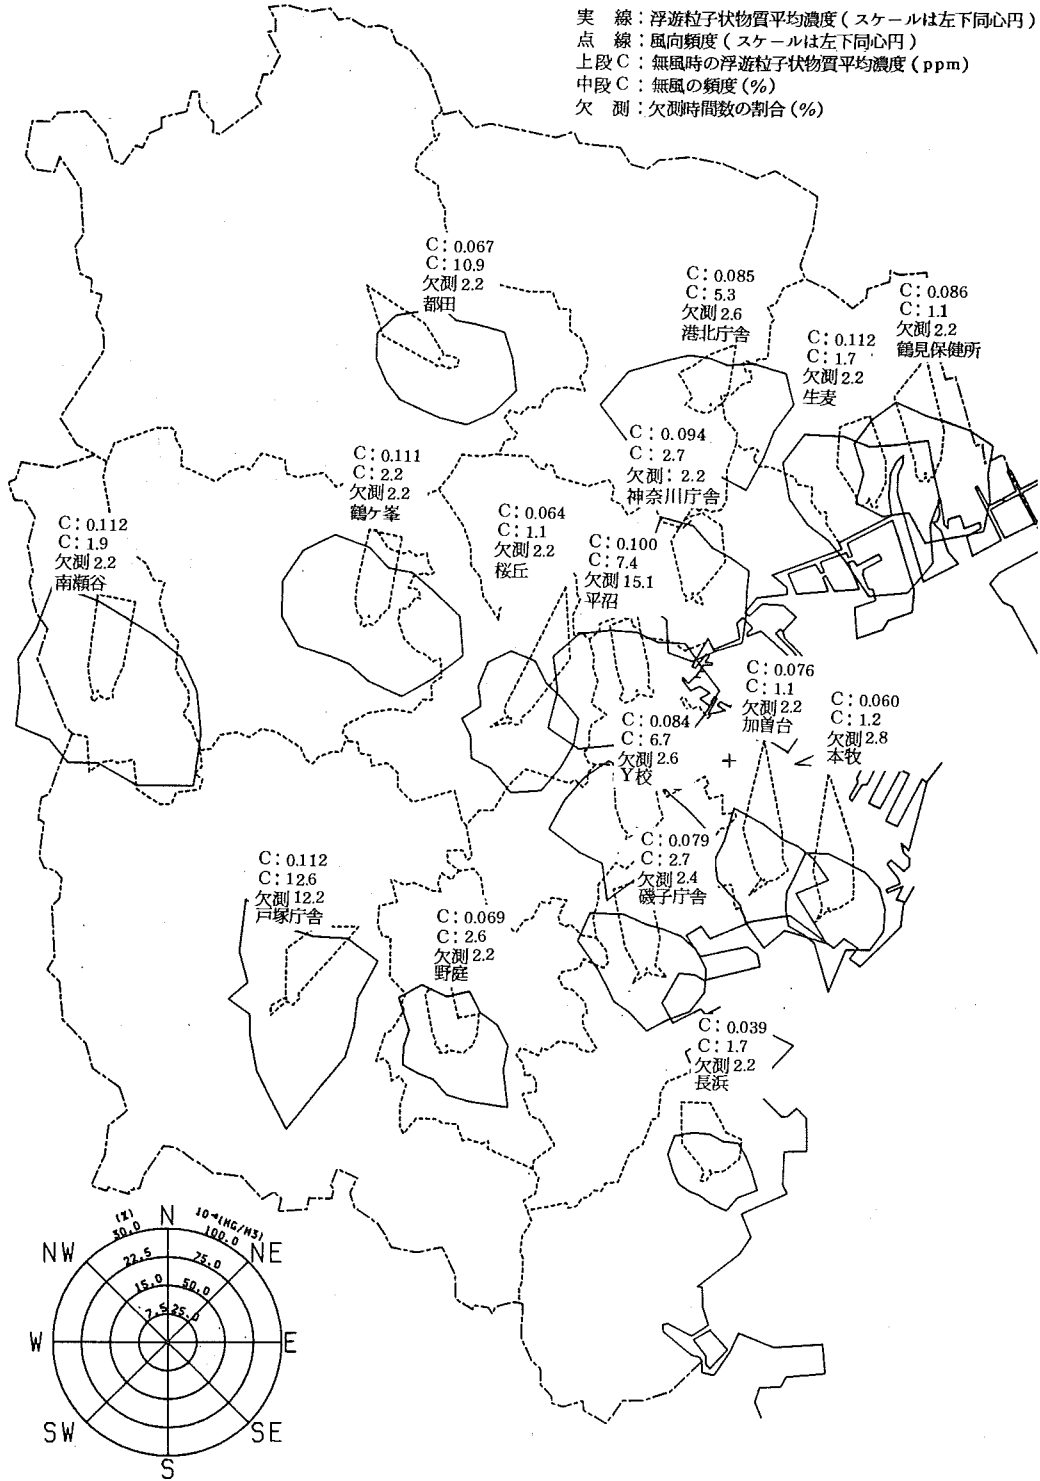 実　線：浮遊粒子状物質平均濃度（スケールは左下同心円）
点　線：風向頻度（スケールは左下同心円）
上段C：無風時の浮遊粒子状物質平均濃度（ppm）
中段C：無風の頻度（%）
欠　測：欠測時間数の割合（%）
C：0.067
C：10.9
欠測2.2
都田
C：0.085
C：5.3
欠測2.6
港北庁舎
C：0.086
C：1.1
欠測2.2
鶴見保健所
C：0.112
C：1.7
欠測2.2
生麦
C：0.094
C：2.7
欠測：2.2
神奈川庁舎
C：0.111
C：2.2
欠測2.2
鶴ケ峯
C：0.064
C：1.1
欠測2.2
桜丘
C：0.112
C：1.9
欠測2.2
南瀬谷
C：0.100
C：7.4
欠測15.1
平沼
C：0.076
C：1.1
欠測2.2
加曽台
C：0.060
C：1.2
欠測2.8
本牧
C：0.084
C：6.7
欠測2.6
Y校
C：0.079
C：2.7
欠測2.4
磯子庁舎
C：0.112
C：12.6
欠測12.2
戸塚庁舎
C：0.069
C：2.6
欠測2.2
野庭
C：0.039
C：1.7
欠測2.2
長浜
N
(%)
30.0
(MG/M3)
100.0
NW
NE
22.5
75.0
15.0
50.0
7.5
25.0
W
E
SW
SE
S